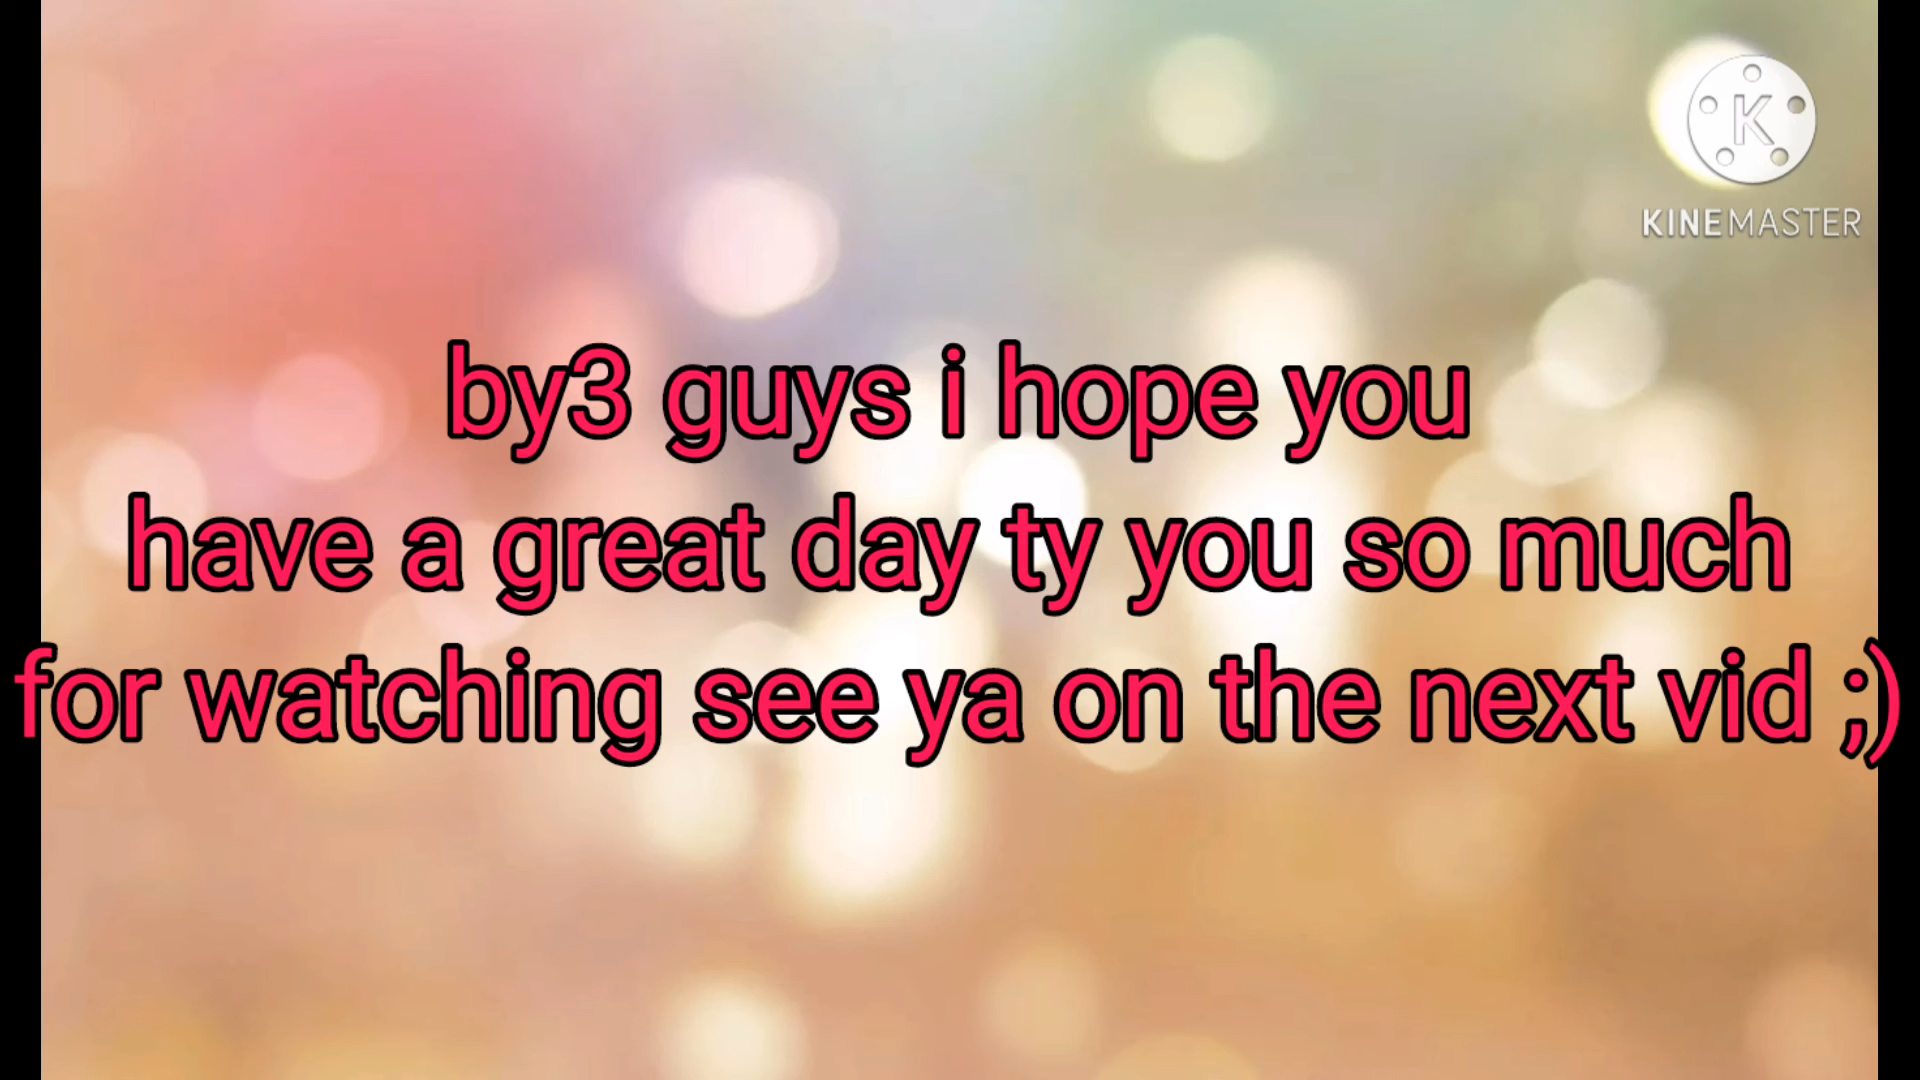 K
KINEMASTER
by3 guys i hope you
have a great day ty you so much
for watching see ya on the next vid ;)